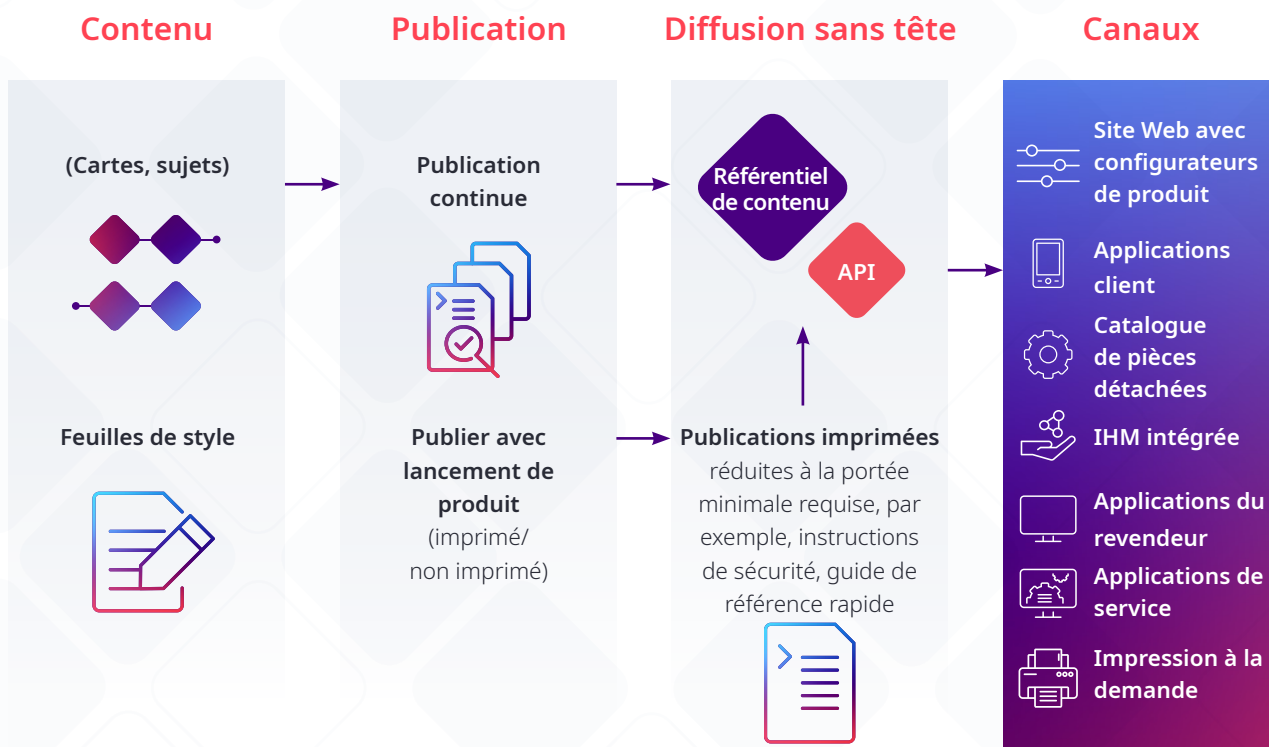 Contenu
Publication
Diffusion sans tête
Canaux
(Cartes, sujets)
Feuilles de style
Publication
continue
Publier avec
lancement de
produit
(imprimé/
non imprimé)
Référentiel
de contenu
API
Publications imprimées
réduites à la portée
minimale requise, par
exemple, instructions
de sécurité, guide de
référence rapide
Site Web avec
configurateurs
de produit
Applications
client
Catalogue
de pièces
détachées
IHM intégrée
Applications du
revendeur
Applications de
service
Impression à la
demande